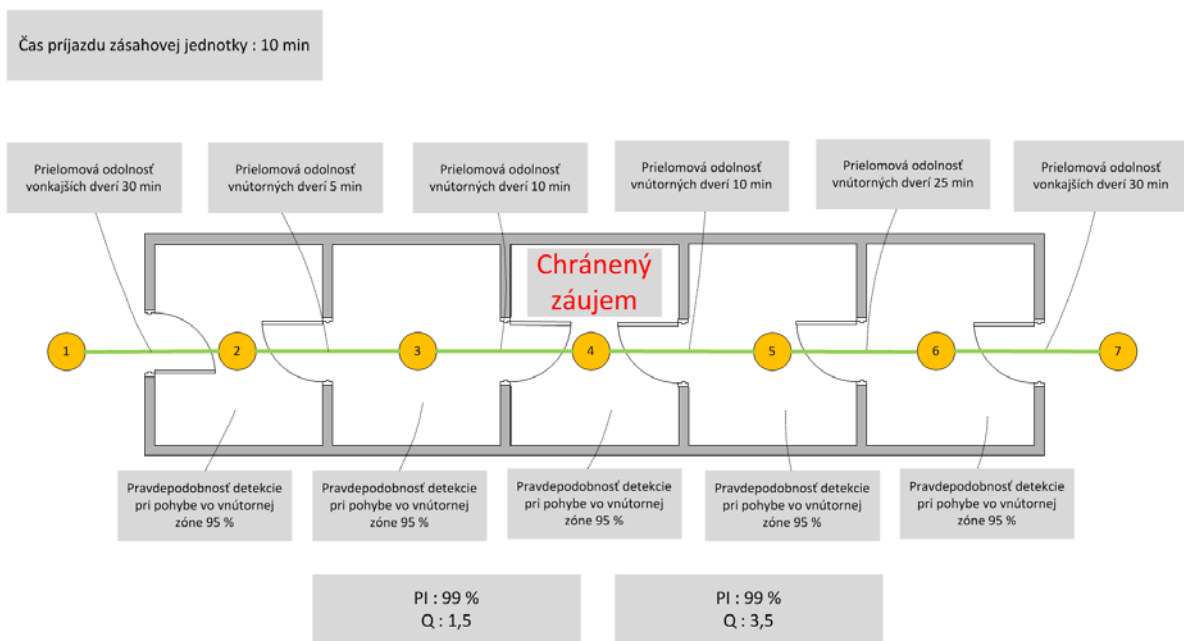 Čas príjazdu zásahovej jednotky : 10 min
Prielomová odolnosť
vonkajších dverí 30 min
Prielomová odolnosť
vnútorných dverí 5 min
Prielomová odolnosť
vnútorných dverí 10 min
Prielomová odolnosť
vnútorných dverí 10 min
Prielomová odolnosť
vnútorných dverí 25 min
Prielomová odolnosť
vonkajších dverí 30 min
Chránený
záujem
1
2
3
4
5
6
7
Pravdepodobnosť detekcie
pri pohybe vo vnútornej
zóne 95 %
Pravdepodobnosť detekcie
pri pohybe vo vnútornej
zóne 95 %
Pravdepodobnosť detekcie
pri pohybe vo vnútornej
zóne 95 %
Pravdepodobnosť detekcie
pri pohybe vo vnútornej
zóne 95 %
Pravdepodobnosť detekcie
pri pohybe vo vnútornej
zóne 95 %
PI : 99 %
Q : 1,5
PI : 99 %
Q : 3,5